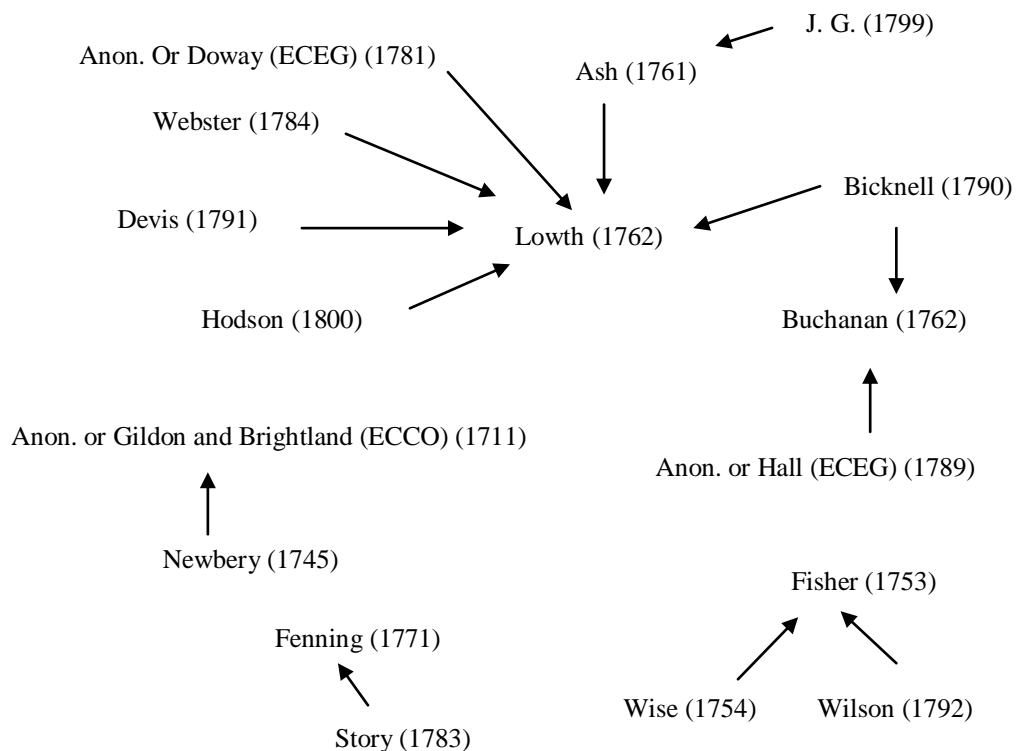 J. G. (1799)
Anon. Or Doway (ECEG) (1781)
Ash (1761)
Webster (1784)
Bicknell (1790)
Devis (1791)
Lowth (1762)
Hodson (1800)
Buchanan (1762)
Anon. or Gildon and Brightland (ECCO) (1711)
Anon. or Hall (ECEG) (1789)
Newbery (1745)
Fisher (1753)
Fenning (1771)
Wise (1754)
Wilson (1792)
Story (1783)